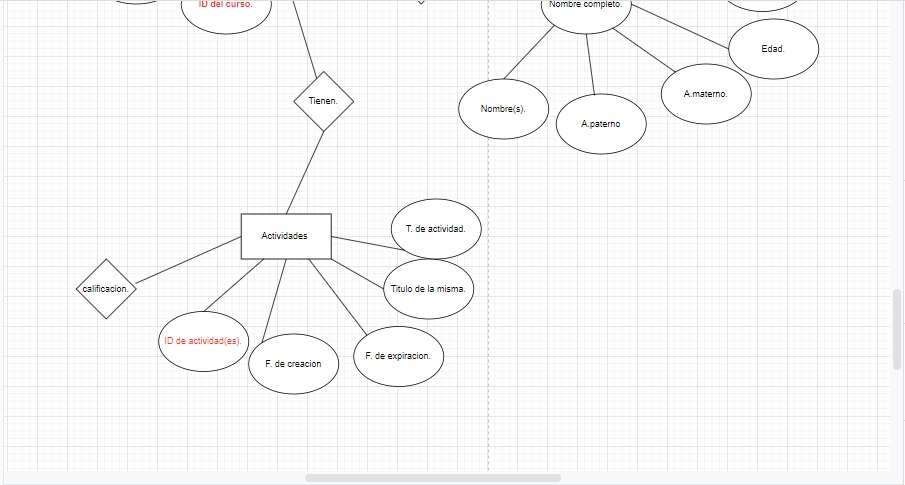 ID del curso.
Nombre completo.
Edad.
Tienen.
A.materno.
Nombre(s).
A.paterno
T. de actividad.
Actividades
calificacion.
Titulo de la misma.
ID de actividad(es).
F. de expiracion.
F. de creacion